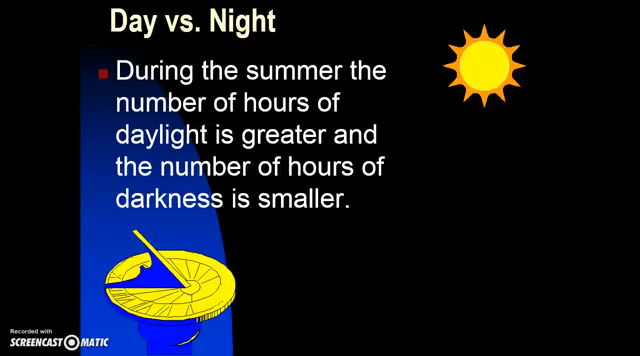 Day vs. Night
During the summer the
number of hours of
daylight is greater and
the number of hours of
darkness is smaller.
Recorded with
SCREENCAST-O-MATIC